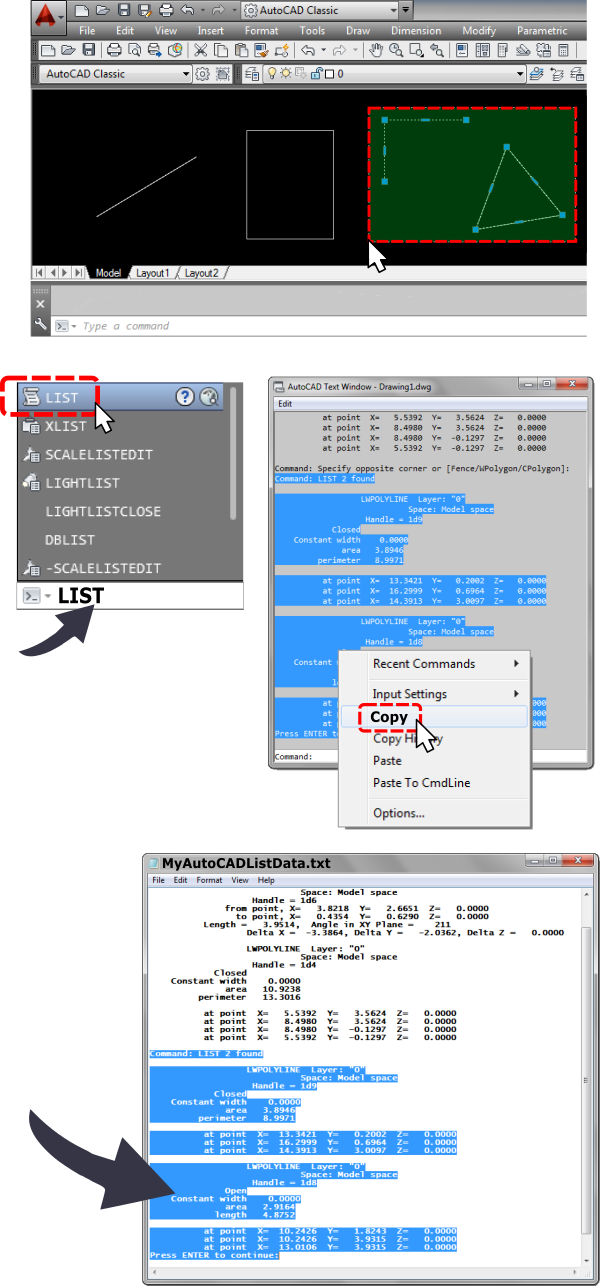 AutoCAD Classic
File Edit View Insert Format Tools Draw Dimension Modify Parametric
AutoCAD Classic 0
Model Layout1 Layout2
Type a command
LIST
XLIST
SCALELISTEDIT
LIGHTLIST
LIGHTLISTCLOSE
DBLIST
-SCALELISTEDIT
LIST
AutoCAD Text Window - Drawing1.dwg
Edit
at point X= 5.5392 Y= 3.5624 Z= 0.0000
at point X= 8.4980 Y= 3.5624 Z= 0.0000
at point X= 8.4980 Y= -0.1297 Z= 0.0000
at point X= 5.5392 Y= -0.1297 Z= 0.0000
Command: Specify opposite corner or [Fence/WPolygon/CPolygon]:
Command: LIST 2 found
LWPOLYLINE Layer: "0"
Space: Model space
Handle = 1d9
Closed
Constant width 0.0000
area 3.8946
perimeter 8.9971
at point X= 13.3421 Y= 0.2002 Z= 0.0000
at point X= 16.2999 Y= 0.6964 Z= 0.0000
at point X= 14.3913 Y= 3.0097 Z= 0.0000
LWPOLYLINE Layer: "0"
Space: Model space
Handle = 1d8
Constant
at
at
at
Press ENTER to
Command:
Recent Commands
Input Settings
Copy
Copy History
Paste
Paste To CmdLine
Options...
MyAutoCADListData.txt
File Edit Format View Help
Space: Model space
Handle = 1d6
from point, X= 3.8218 Y= 2.6651 Z= 0.0000
to point, X= 0.4354 Y= 0.6290 Z= 0.0000
Length = 3.9514, Angle in XY Plane = 211
Delta X = -3.3864, Delta Y = -2.0362, Delta Z = 0.0000
LWPOLYLINE Layer: "0"
Space: Model space
Handle = 1d4
Closed
Constant width 0.0000
area 10.9238
perimeter 13.3016
at point X= 5.5392 Y= 3.5624 Z= 0.0000
at point X= 8.4980 Y= 3.5624 Z= 0.0000
at point X= 8.4980 Y= -0.1297 Z= 0.0000
at point X= 5.5392 Y= -0.1297 Z= 0.0000
Command: LIST 2 found
LWPOLYLINE Layer: "0"
Space: Model space
Handle = 1d9
Closed
Constant width 0.0000
area 3.8946
perimeter 8.9971
at point X= 13.3421 Y= 0.2002 Z= 0.0000
at point X= 16.2999 Y= 0.6964 Z= 0.0000
at point X= 14.3913 Y= 3.0097 Z= 0.0000
LWPOLYLINE Layer: "0"
Space: Model space
Handle = 1d8
Open
Constant width 0.0000
area 2.9164
length 4.8752
at point X= 10.2426 Y= 1.8243 Z= 0.0000
at point X= 10.2426 Y= 3.9315 Z= 0.0000
at point X= 13.0106 Y= 3.9315 Z= 0.0000
Press ENTER to continue: